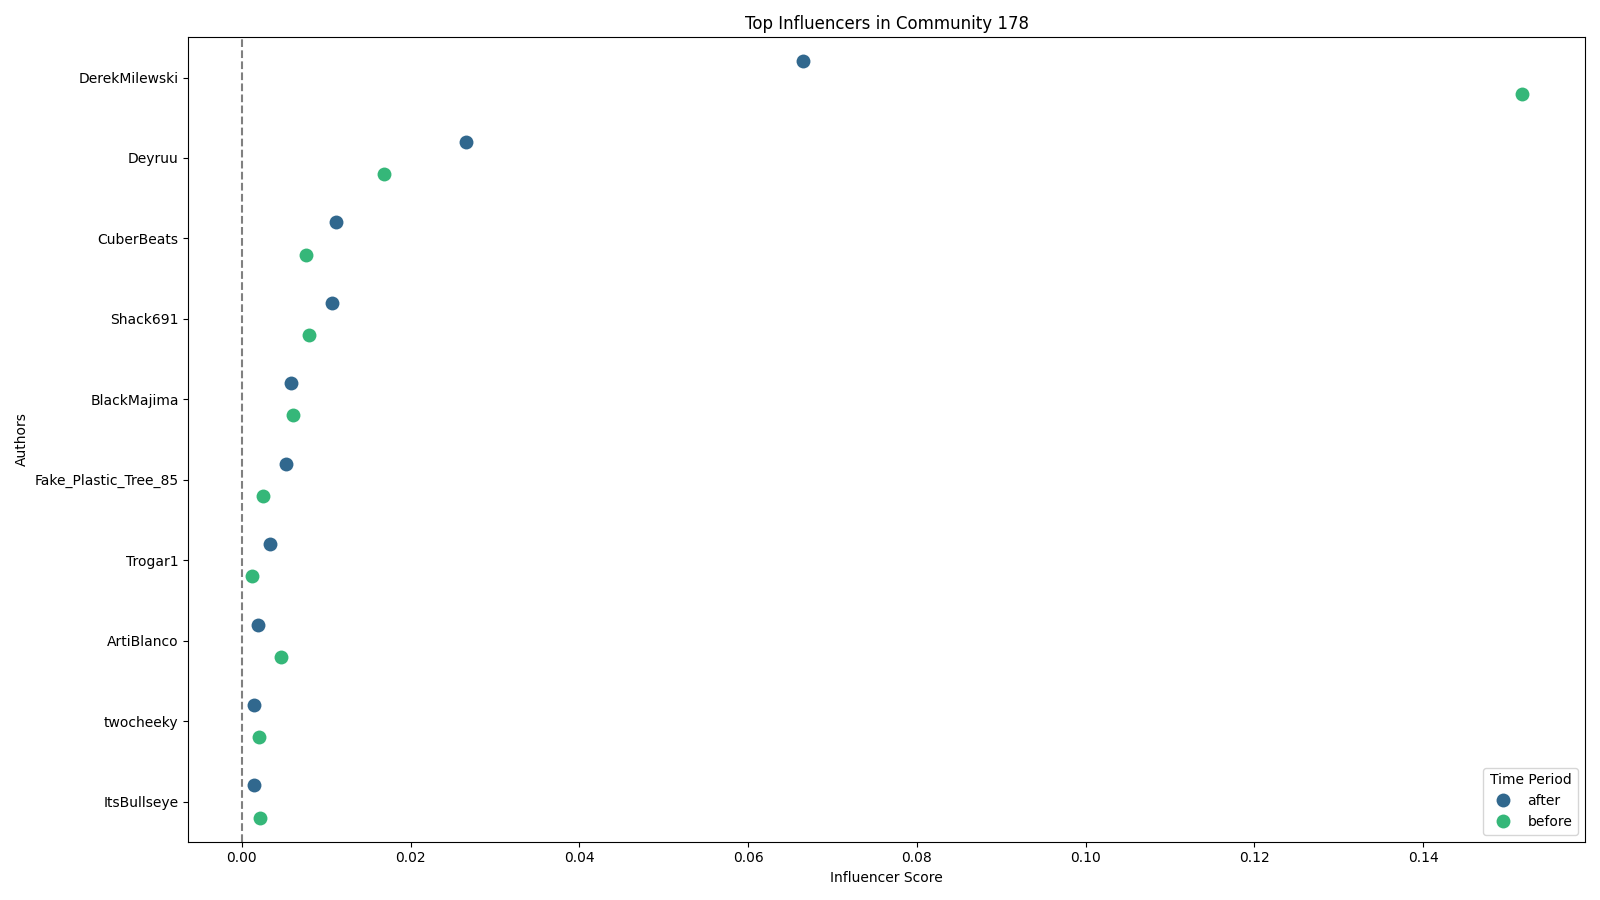 Top Influencers in Community 178
DerekMilewski
Deyruu
CuberBeats
Shack691
BlackMajima
Fake_Plastic_Tree_85
Trogar1
ArtiBlanco
twocheeky
ItsBullseye
Authors
0.00 0.02 0.04 0.06 0.08 0.10 0.12 0.14
Influencer Score
Time Period
after
before